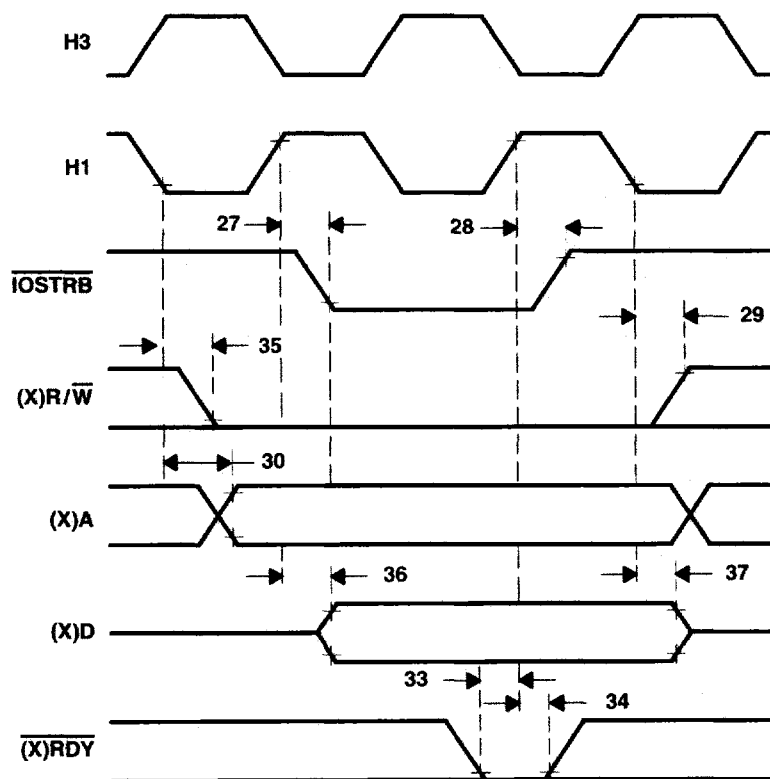 H3
H1
27
28
IOSTRB
29
35
(X)R/W
30
(X)A
36
37
(X)D
33
34
(X)RDY